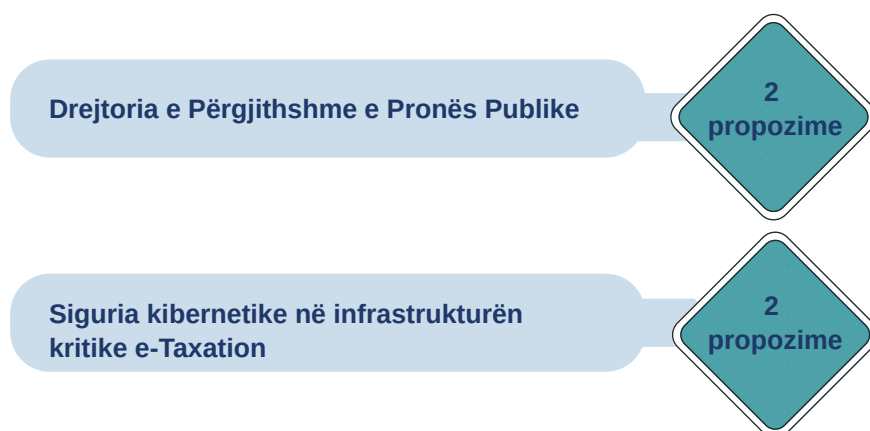 Drejtoria e Përgjithshme e Pronës Publike
2
propozime
Siguria kibernetike në infrastrukturën
kritike e-Taxation
2
propozime